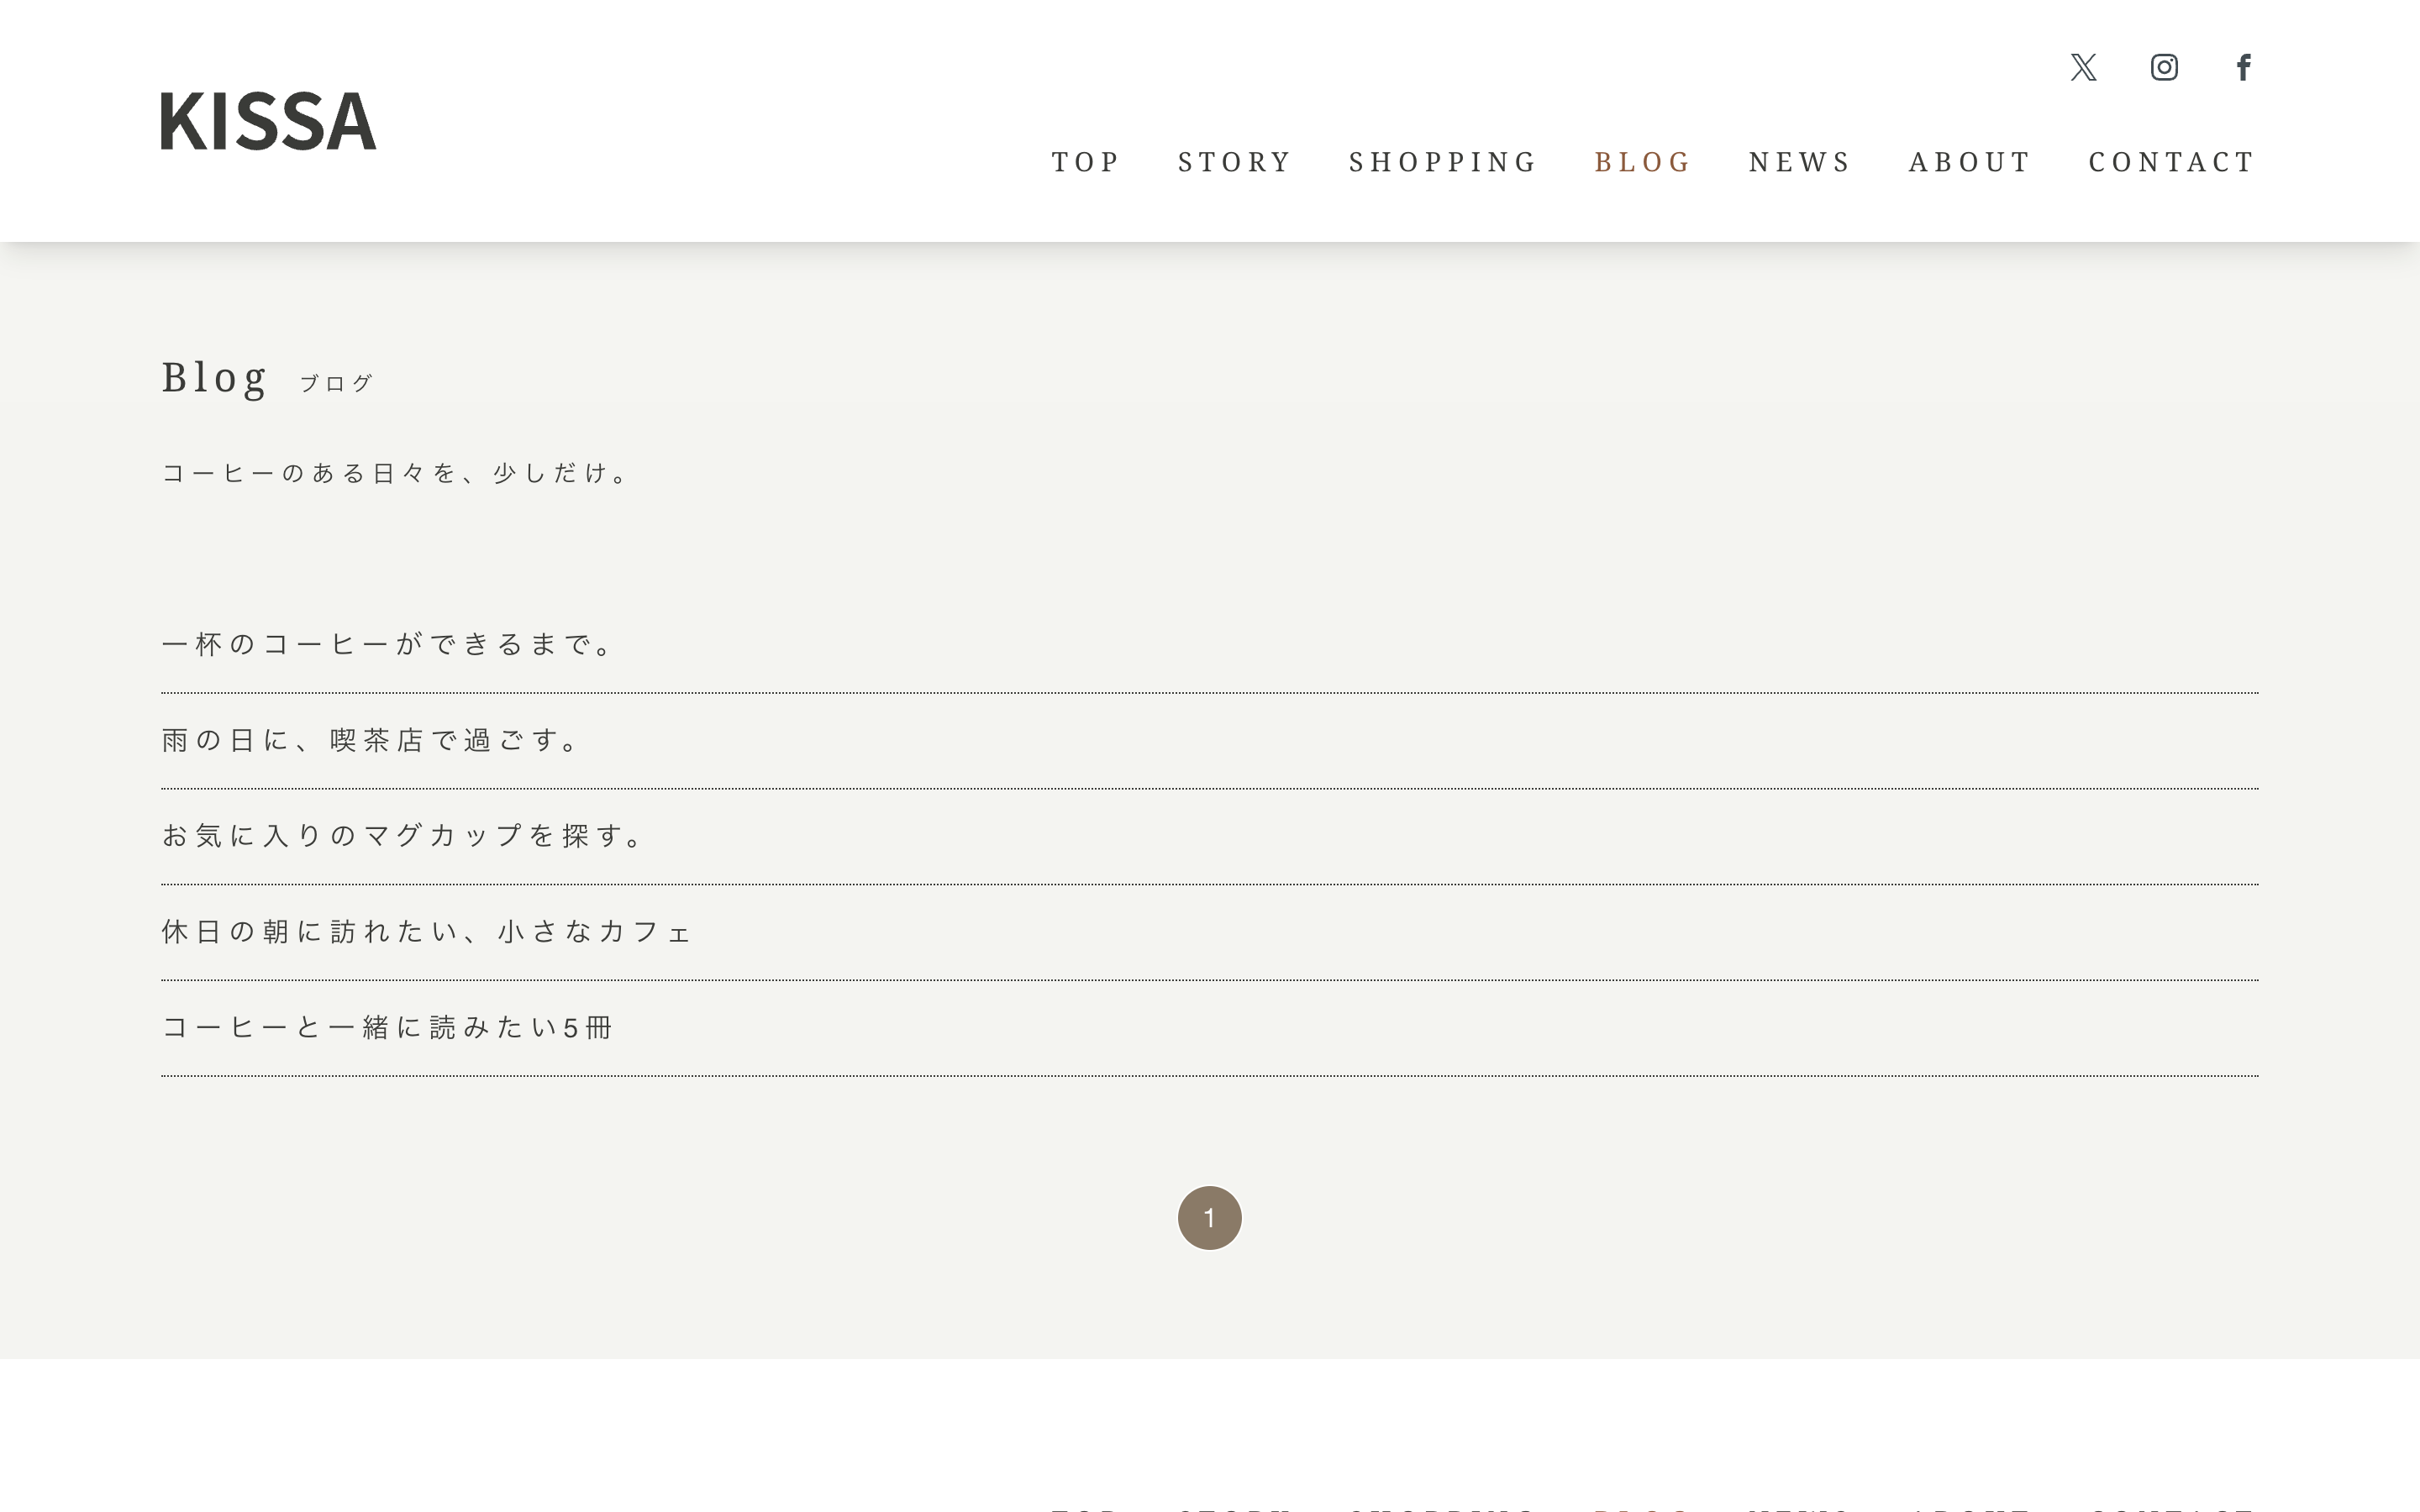 KISSA
TOP STORY SHOPPING BLOG NEWS ABOUT CONTACT
Blog ブログ
コーヒーのある日々を、少しだけ。
一杯のコーヒーができるまで。
雨の日に、喫茶店で過ごす。
お気に入りのマグカップを探す。
休日の朝に訪れたい、小さなカフェ
コーヒーと一緒に読みたい5冊
1